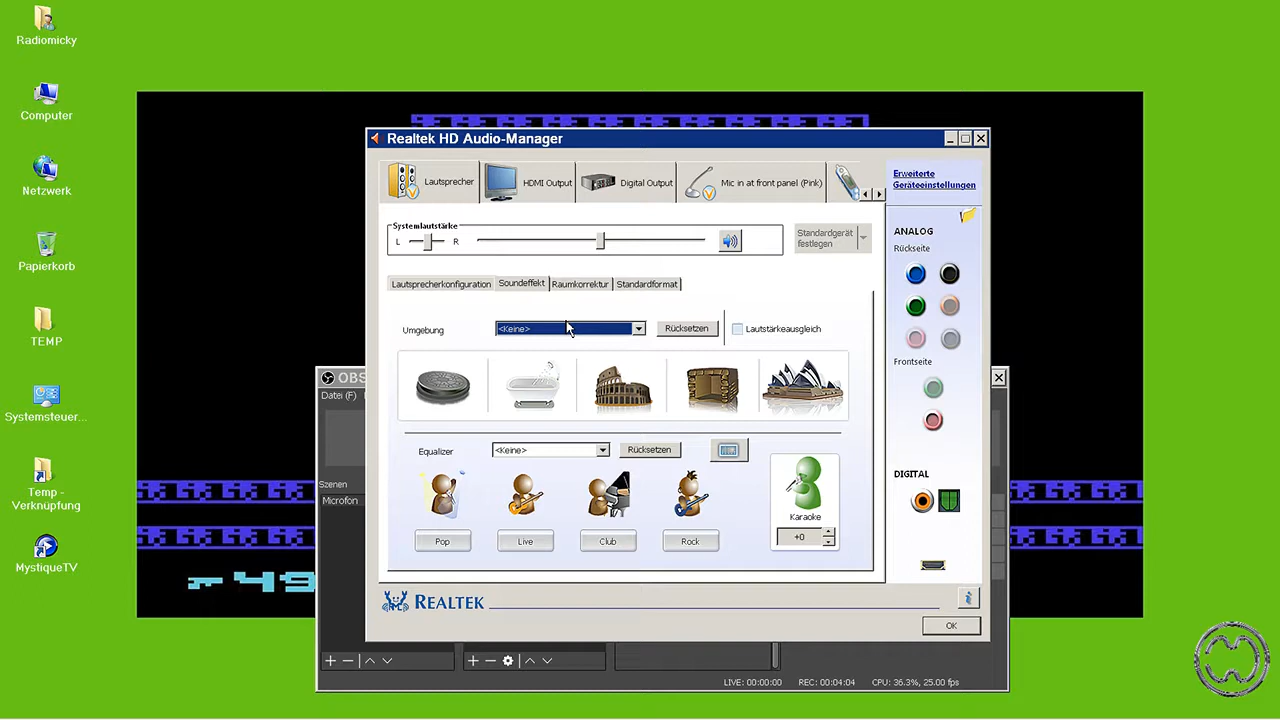 Radiomicky
Computer
Netzwerk
Papierkorb
TEMP
Systemsteuer...
Temp -
Verknüpfung
MystiqueTV
Realtek HD Audio-Manager
Lautsprecher
HDMI Output
Digital Output
Mic in at front panel (Pink)
Erweiterte
Geräteeinstellungen
Systemlautstärke
L
R
Standardgerät
festlegen
ANALOG
Rückseite
Lautsprecherkonfiguration
Soundeffekt
Raumkorrektur
Standardformat
Umgebung
<Keine>
Rücksetzen
Lautstärkeausgleich
Frontseite
Equalizer
<Keine>
Rücksetzen
DIGITAL
Karaoke
+0
Pop
Live
Club
Rock
REALTEK
OK
OBS
Datei (F)
Szenen
Microfon
LIVE: 00:00:00
REC: 00:04:04
CPU: 36.3%, 25.00 fps
49